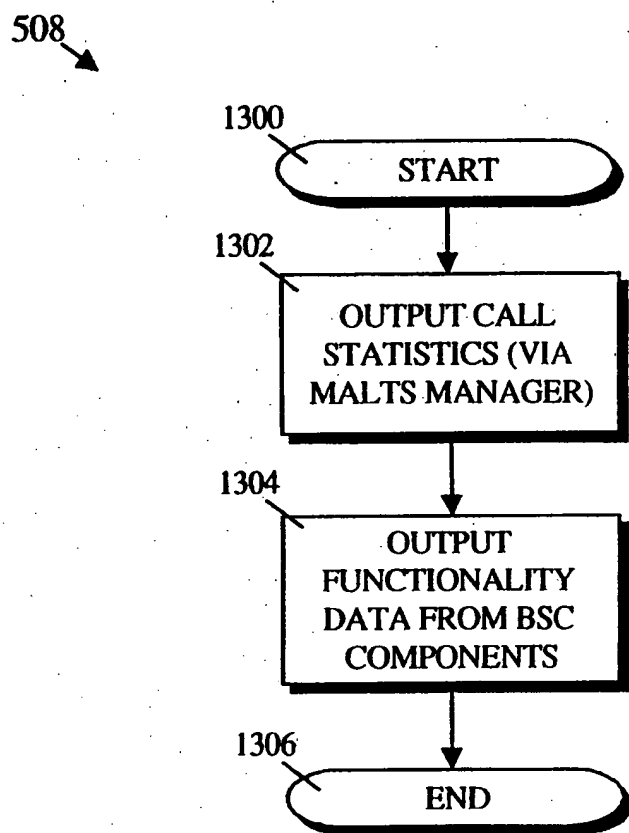 508
1300
START
1302
OUTPUT CALL
STATISTICS (VIA
MALTS MANAGER)
1304
OUTPUT
FUNCTIONALITY
DATA FROM BSC
COMPONENTS
1306
END